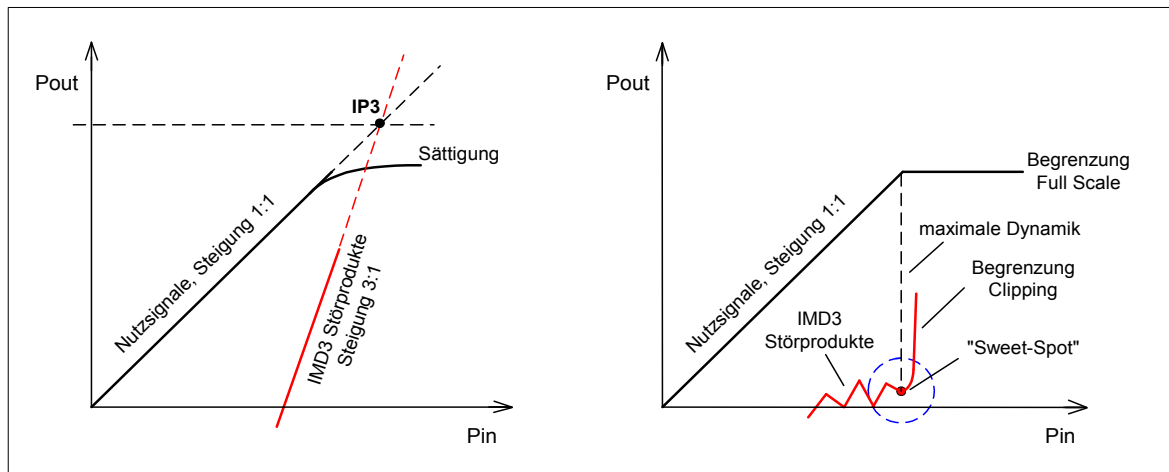 Pout
IP3
Sättigung
Nutzsignale, Steigung 1:1
IMD3 Störprodukte
Steigung 3:1
Pin
Pout
Begrenzung
Full Scale
maximale Dynamik
Begrenzung
Clipping
Nutzsignale, Steigung 1:1
IMD3
Störprodukte
"Sweet-Spot"
Pin